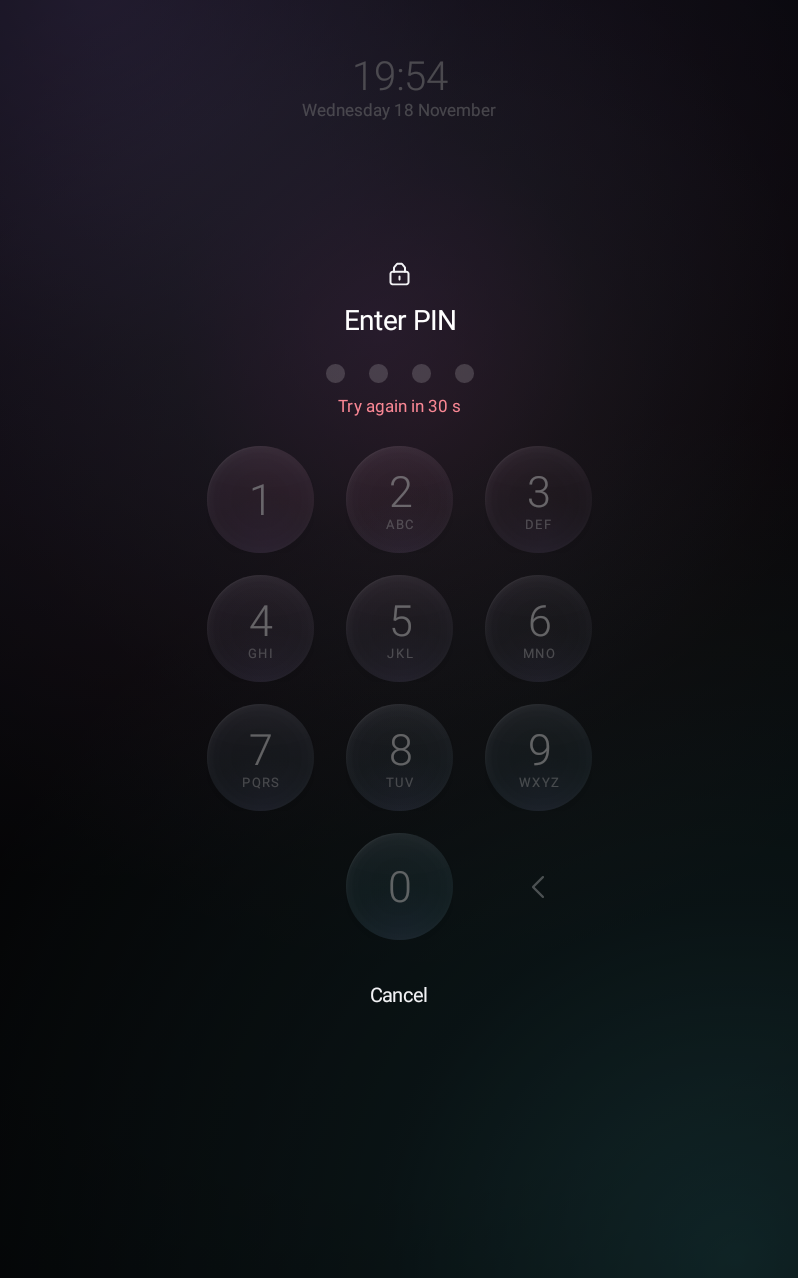 19:54
Wednesday 18 November
Enter PIN
Try again in 30 s
1
2
ABC
3
DEF
4
GHI
5
JKL
6
MNO
7
PQRS
8
TUV
9
WXYZ
0
Cancel